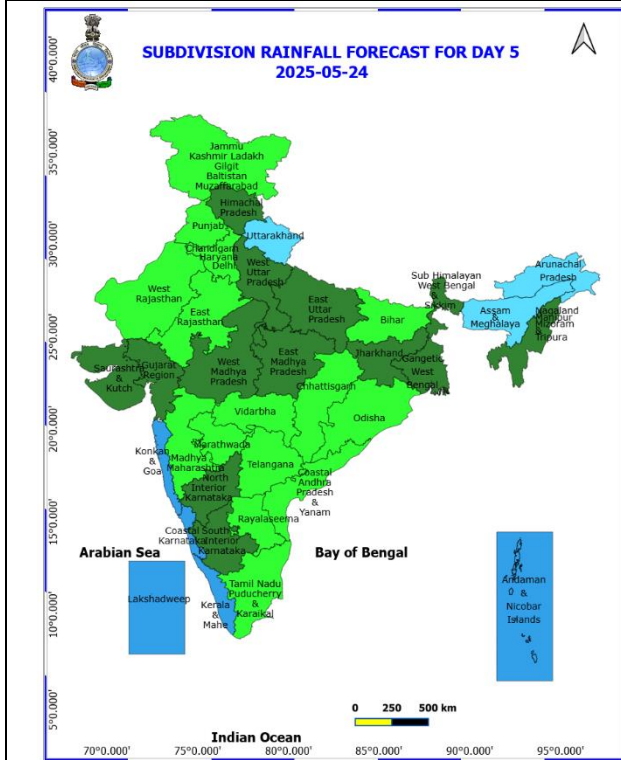 SUBDIVISION RAINFALL FORECAST FOR DAY 5
2025-05-24
40°0.000'
35°0.000'
30°0.000'
25°0.000'
20°0.000'
15°0.000'
10°0.000'
5°0.000'
Jammu
Kashmir Ladakh
Gilgit
Baltistan
Muzaffarabad
Himachal
Pradesh
Punjab
Uttarakhand
Chandigarh
Haryana
Delhi
West
Uttar
Pradesh
Arunachal
Pradesh
Sub Himalayan
West Bengal
&
Sikkim
West
Rajasthan
East
Rajasthan
East
Uttar
Pradesh
Bihar
Assam
&
Meghalaya
Nagaland
Manipur
Mizoram
&
Tripura
Saurashtra
&
Kutch
Gujarat
Region
West
Madhya
Pradesh
East
Madhya
Pradesh
Jharkhand
Gangetic
West
Bengal
Chhattisgarh
Vidarbha
Odisha
Konkan
&
Goa
Madhya
Maharashtra
Marathwada
Telangana
North
Interior
Karnataka
Coastal
Andhra
Pradesh
&
Yanam
Rayalaseema
Coastal
Karnataka
South
Interior
Karnataka
Arabian Sea
Bay of Bengal
Lakshadweep
Kerala
&
Mahe
Tamil Nadu
Puducherry
&
Karaikal
Andaman
&
Nicobar
Islands
0 250 500 km
Indian Ocean
70°0.000' 75°0.000' 80°0.000' 85°0.000' 90°0.000' 95°0.000'